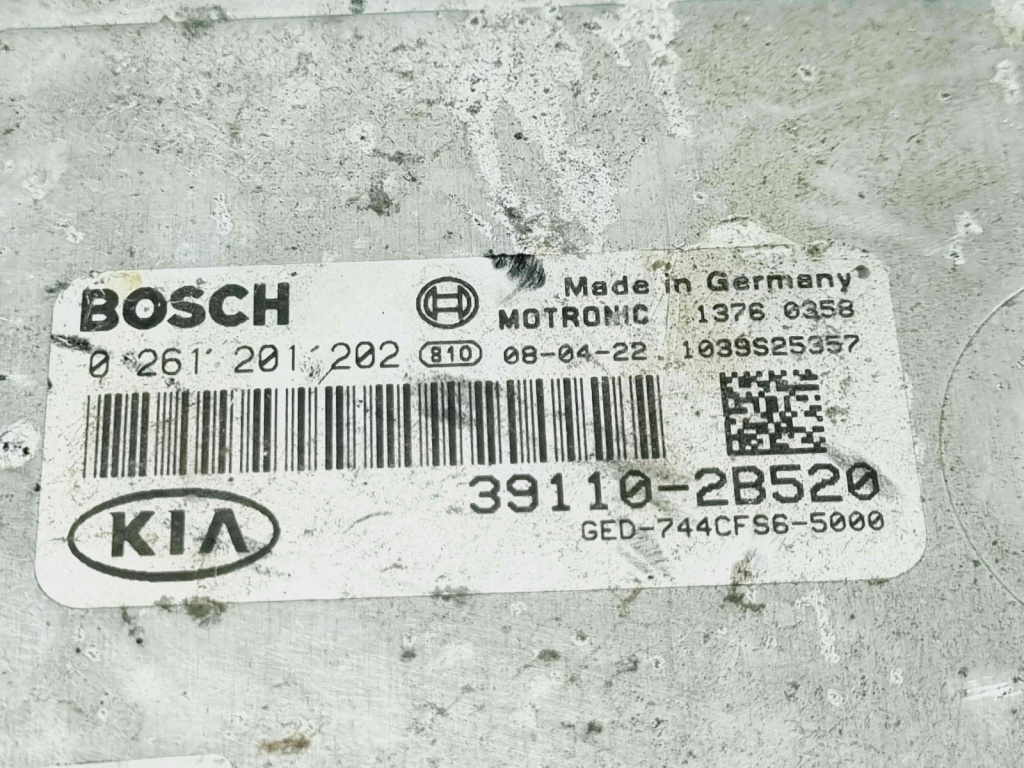 BOSCH
Made in Germany
MOTRONIC 1376 0358
0 261 201 202 810 08-04-22 1039S25357
39110-2B520
GED-744CFS6-5000
KIA